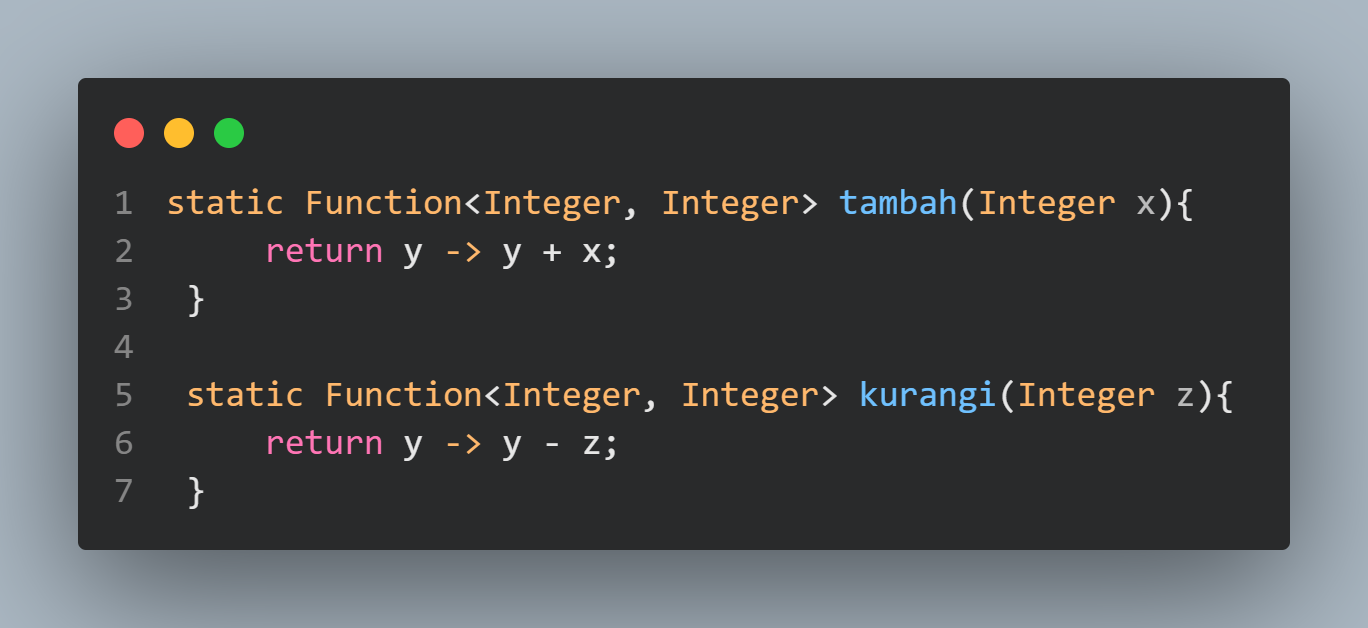 1 static Function<Integer, Integer> tambah(Integer x){
2     return y -> y + x;
3 }
4
5 static Function<Integer, Integer> kurangi(Integer z){
6     return y -> y - z;
7 }